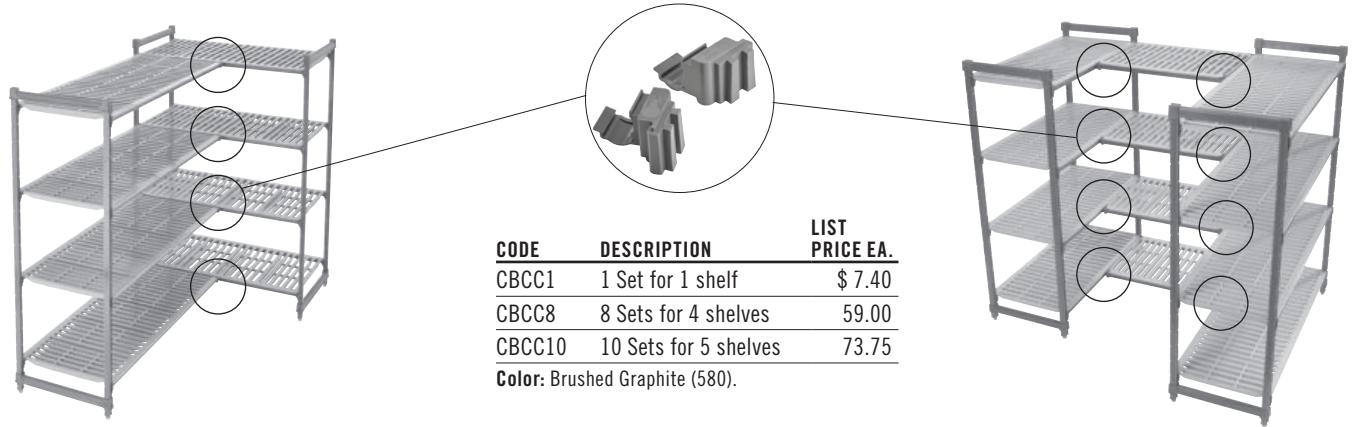 CODE DESCRIPTION LIST PRICE EA.
CBCC1 1 Set for 1 shelf $ 7.40
CBCC8 8 Sets for 4 shelves 59.00
CBCC10 10 Sets for 5 shelves 73.75
Color: Brushed Graphite (580).